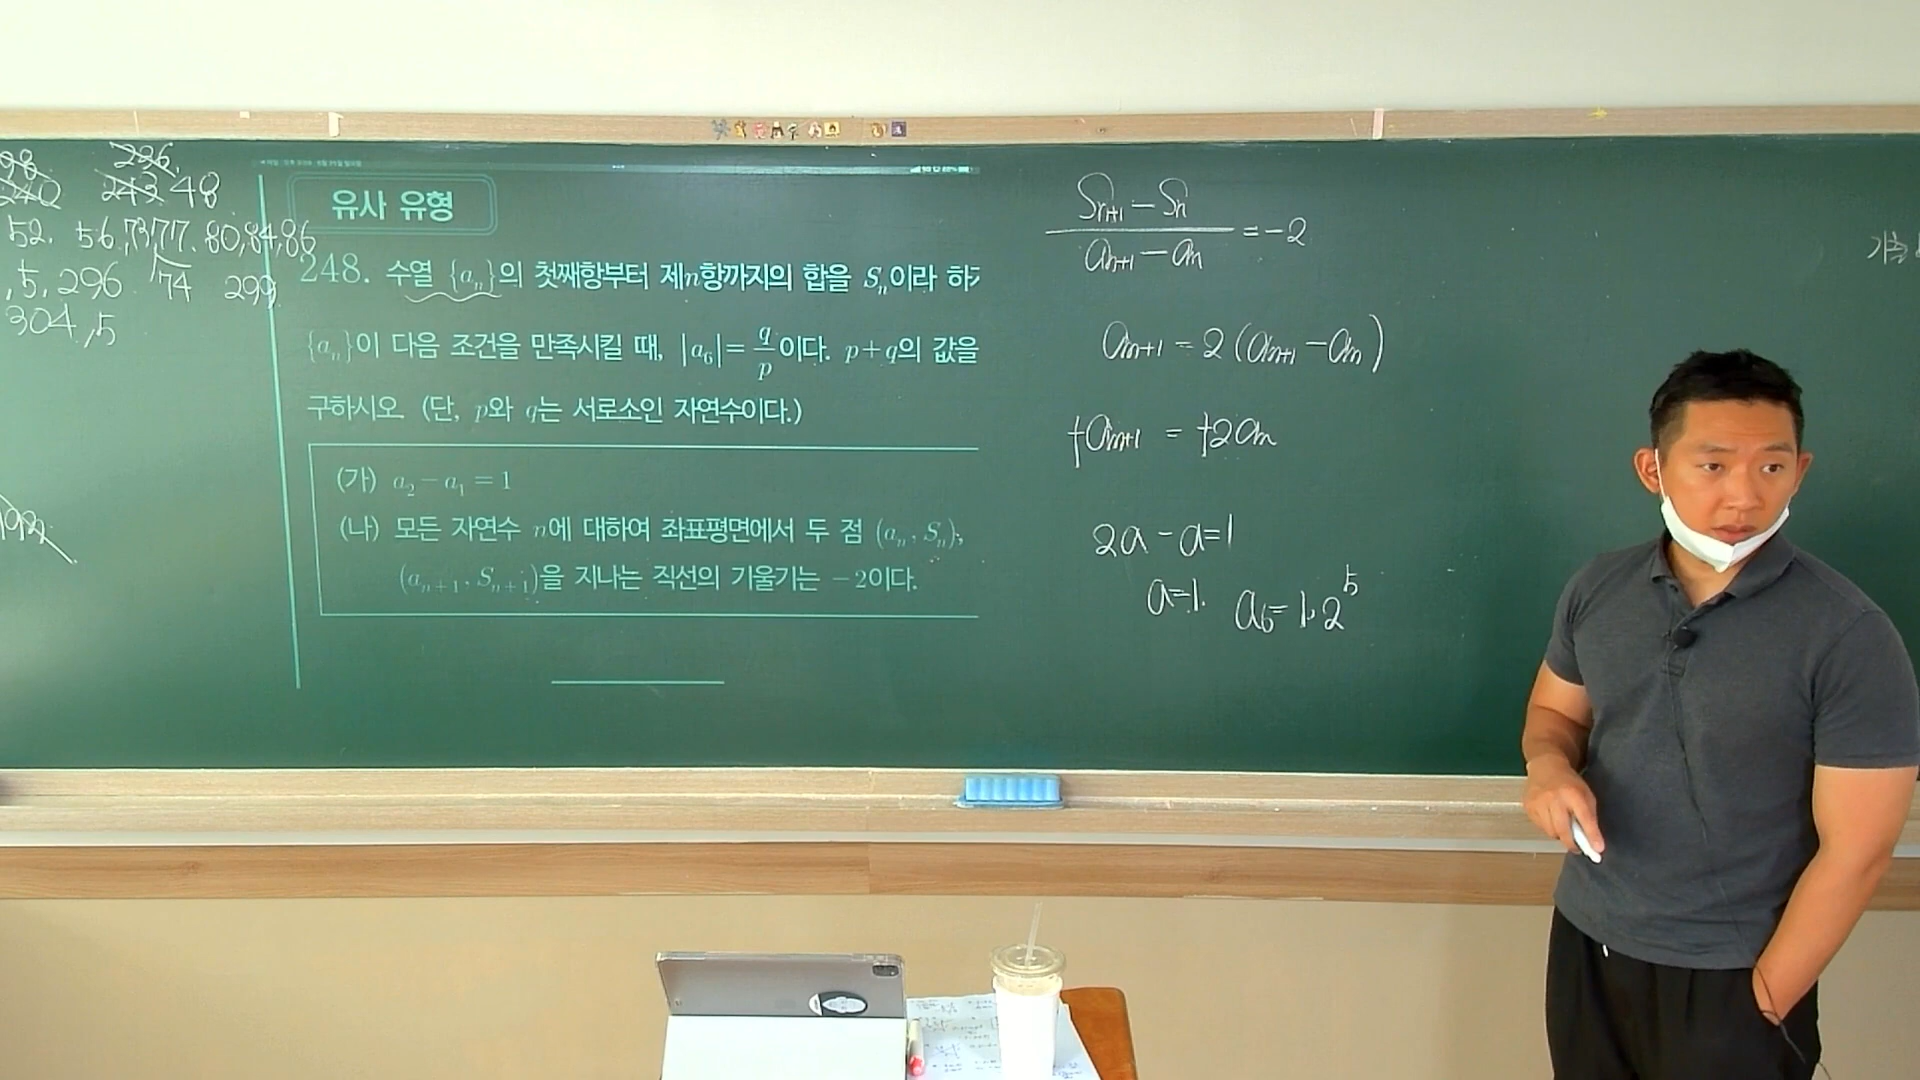 98 226,
240 243 48
52. 56, 73, 77. 80, 84, 86
, 5, 296 74 299
304, 5
192
유사 유형
248. 수열 {aₙ}의 첫째항부터 제n항까지의 합을 Sₙ이라 하
{aₙ}이 다음 조건을 만족시킬 때, |a₆| = q/p이다. p+q의 값을
구하시오. (단, p와 q는 서로소인 자연수이다.)
(가) a₂ − a₁ = 1
(나) 모든 자연수 n에 대하여 좌표평면에서 두 점 (aₙ, Sₙ),
(aₙ₊₁, Sₙ₊₁)을 지나는 직선의 기울기는 −2이다.
(Sₙ₊₁ − Sₙ)/(aₙ₊₁ − aₙ) = −2
aₙ₊₁ = 2(aₙ₊₁ − aₙ)
+aₙ₊₁ = +2aₙ
2a − a = 1
a = 1. a₆ = 1·2⁵